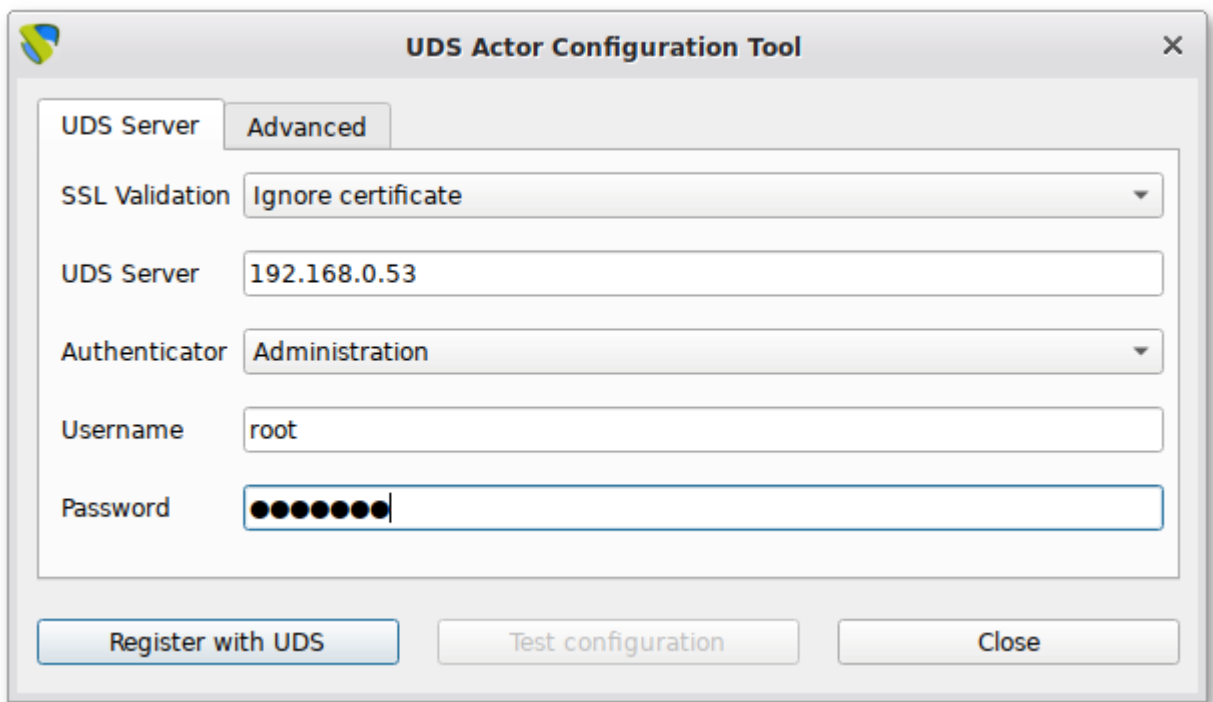 UDS Actor Configuration Tool
UDS Server Advanced
SSL Validation Ignore certificate
UDS Server 192.168.0.53
Authenticator Administration
Username root
Password ●●●●●●●
Register with UDS Test configuration Close